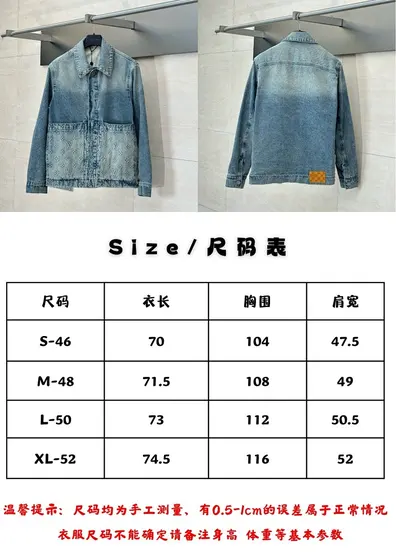 Size/尺码表
尺码 衣长 胸围 肩宽
S-46 70 104 47.5
M-48 71.5 108 49
L-50 73 112 50.5
XL-52 74.5 116 52
温馨提示：尺码均为手工测量，有0.5-1cm的误差属于正常情况
衣服尺码不能确定请备注身高 体重等基本参数